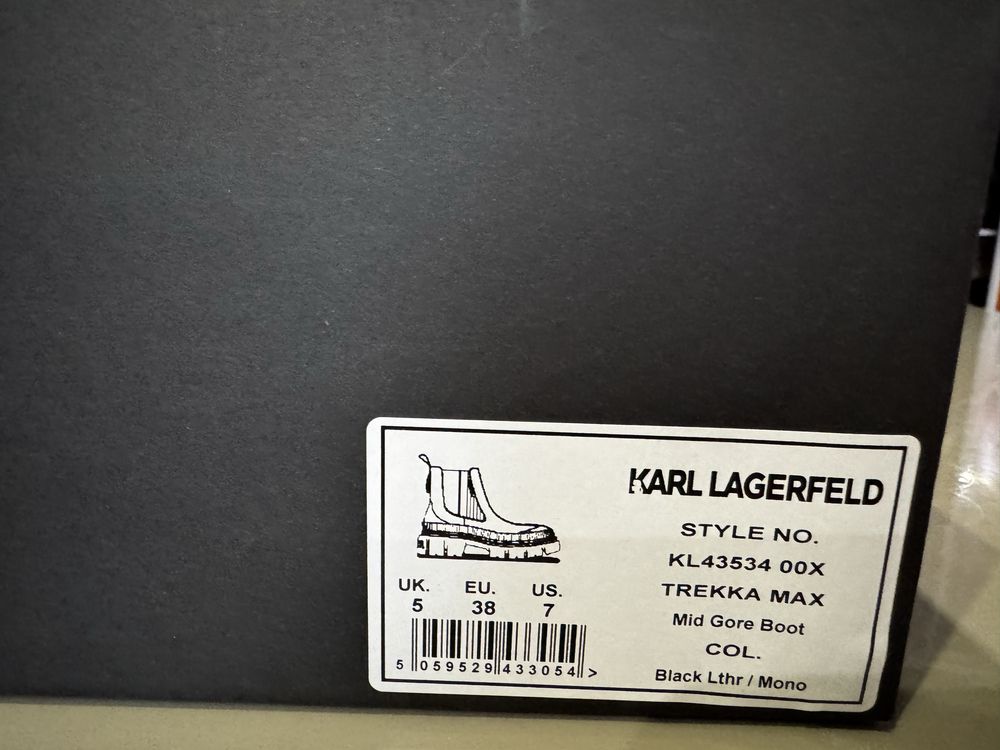 KARL LAGERFELD
STYLE NO.
KL43534 00X
TREKKA MAX
Mid Gore Boot
COL.
Black Lthr / Mono
UK. EU. US.
5 38 7
5 059529 433054 >